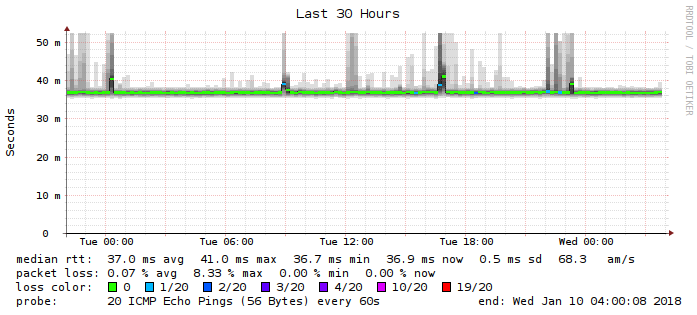 Last 30 Hours
RRDTOOL / TOBI OETIKER
Seconds
50 m
40 m
30 m
20 m
10 m
0
Tue 00:00 Tue 06:00 Tue 12:00 Tue 18:00 Wed 00:00
median rtt: 37.0 ms avg 41.0 ms max 36.7 ms min 36.9 ms now 0.5 ms sd 68.3 am/s
packet loss: 0.07 % avg 8.33 % max 0.00 % min 0.00 % now
loss color: 0 1/20 2/20 3/20 4/20 10/20 19/20
probe: 20 ICMP Echo Pings (56 Bytes) every 60s end: Wed Jan 10 04:00:08 2018